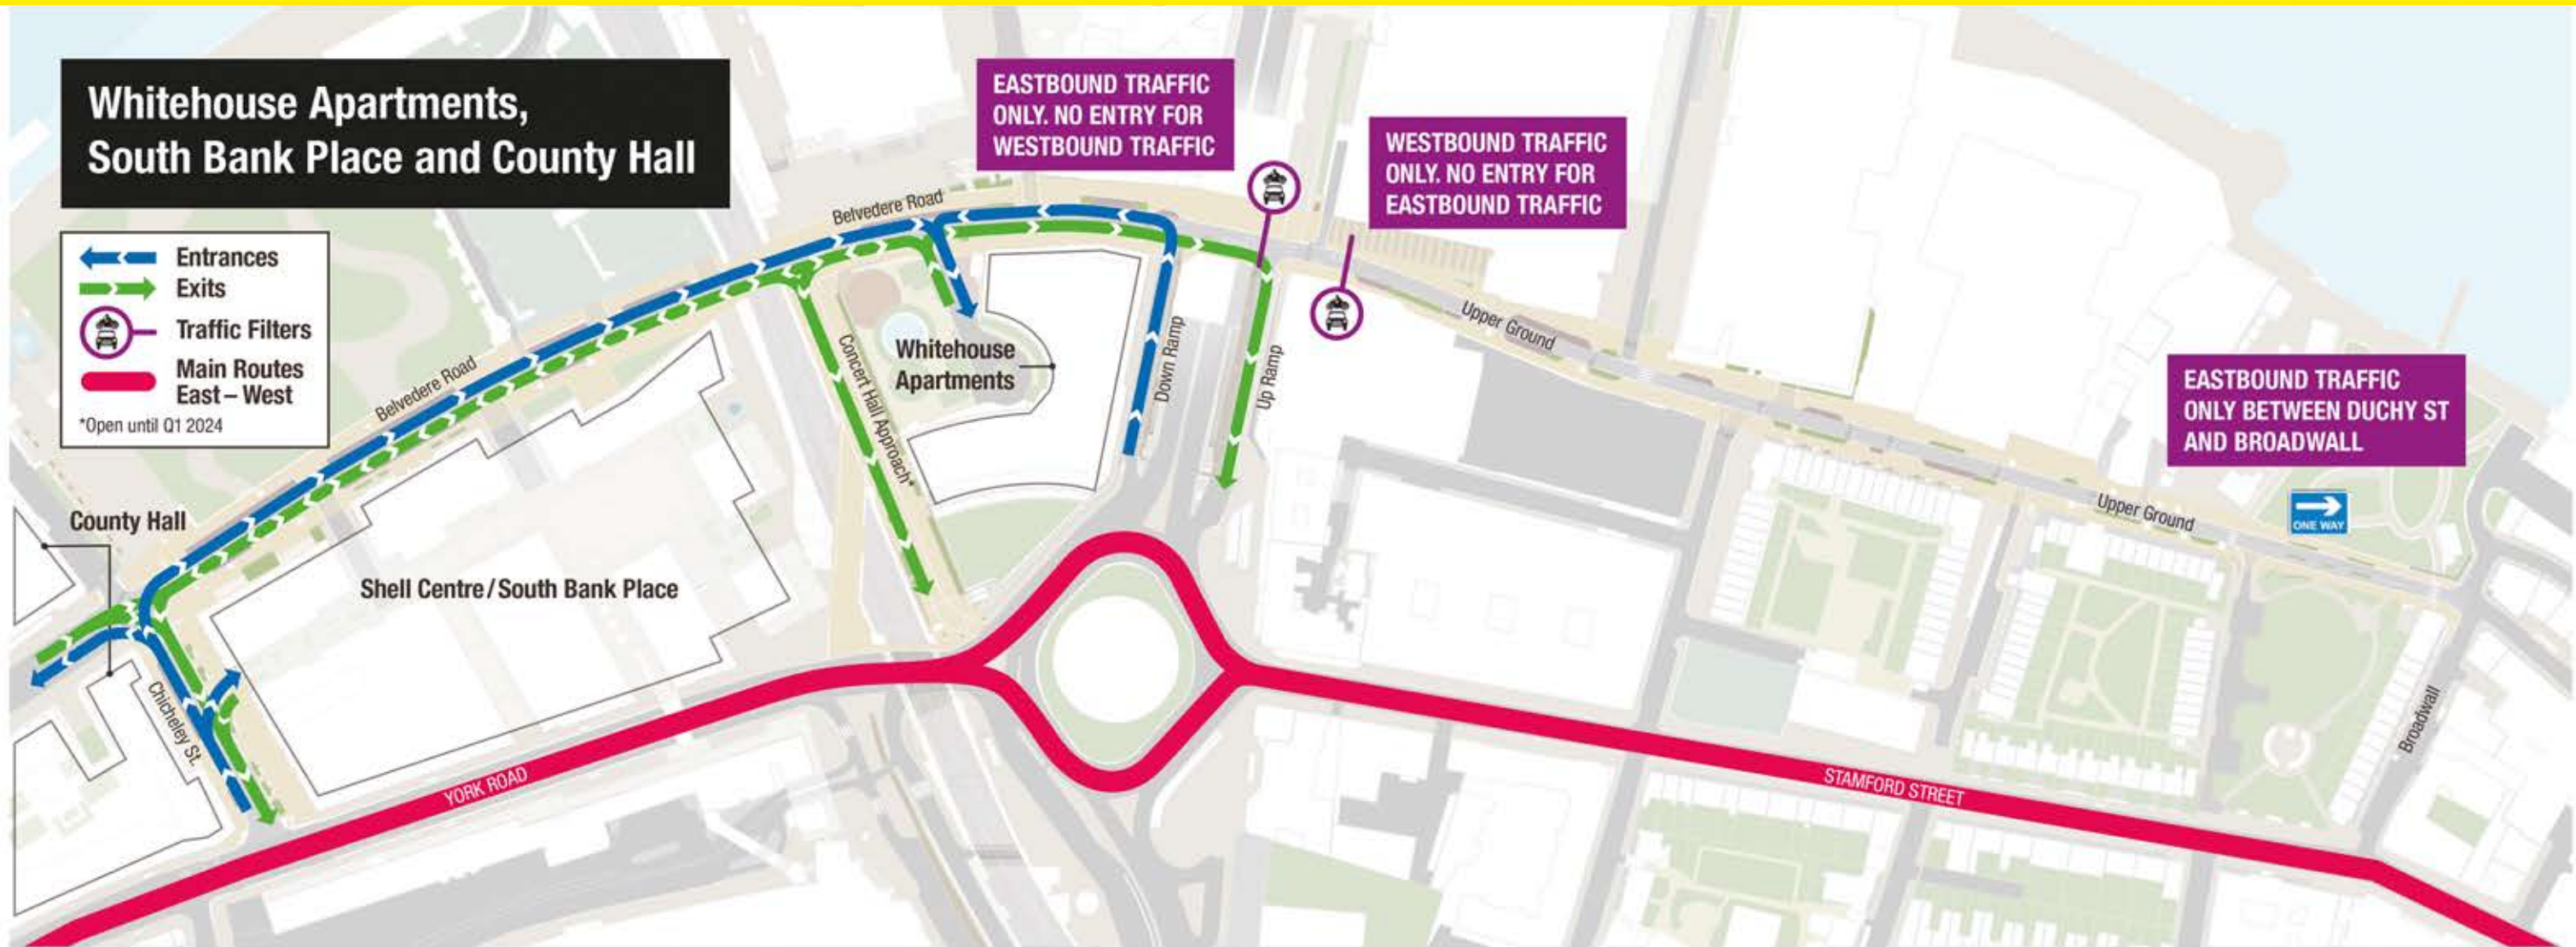 Whitehouse Apartments,
South Bank Place and County Hall
Entrances
Exits
Traffic Filters
Main Routes
East – West
*Open until Q1 2024
EASTBOUND TRAFFIC
ONLY. NO ENTRY FOR
WESTBOUND TRAFFIC
WESTBOUND TRAFFIC
ONLY. NO ENTRY FOR
EASTBOUND TRAFFIC
EASTBOUND TRAFFIC
ONLY BETWEEN DUCHY ST
AND BROADWALL
ONE WAY
Belvedere Road
Belvedere Road
Concert Hall Approach*
Whitehouse
Apartments
Down Ramp
Up Ramp
Upper Ground
Upper Ground
County Hall
Shell Centre/South Bank Place
Chicheley St.
YORK ROAD
STAMFORD STREET
Broadwall